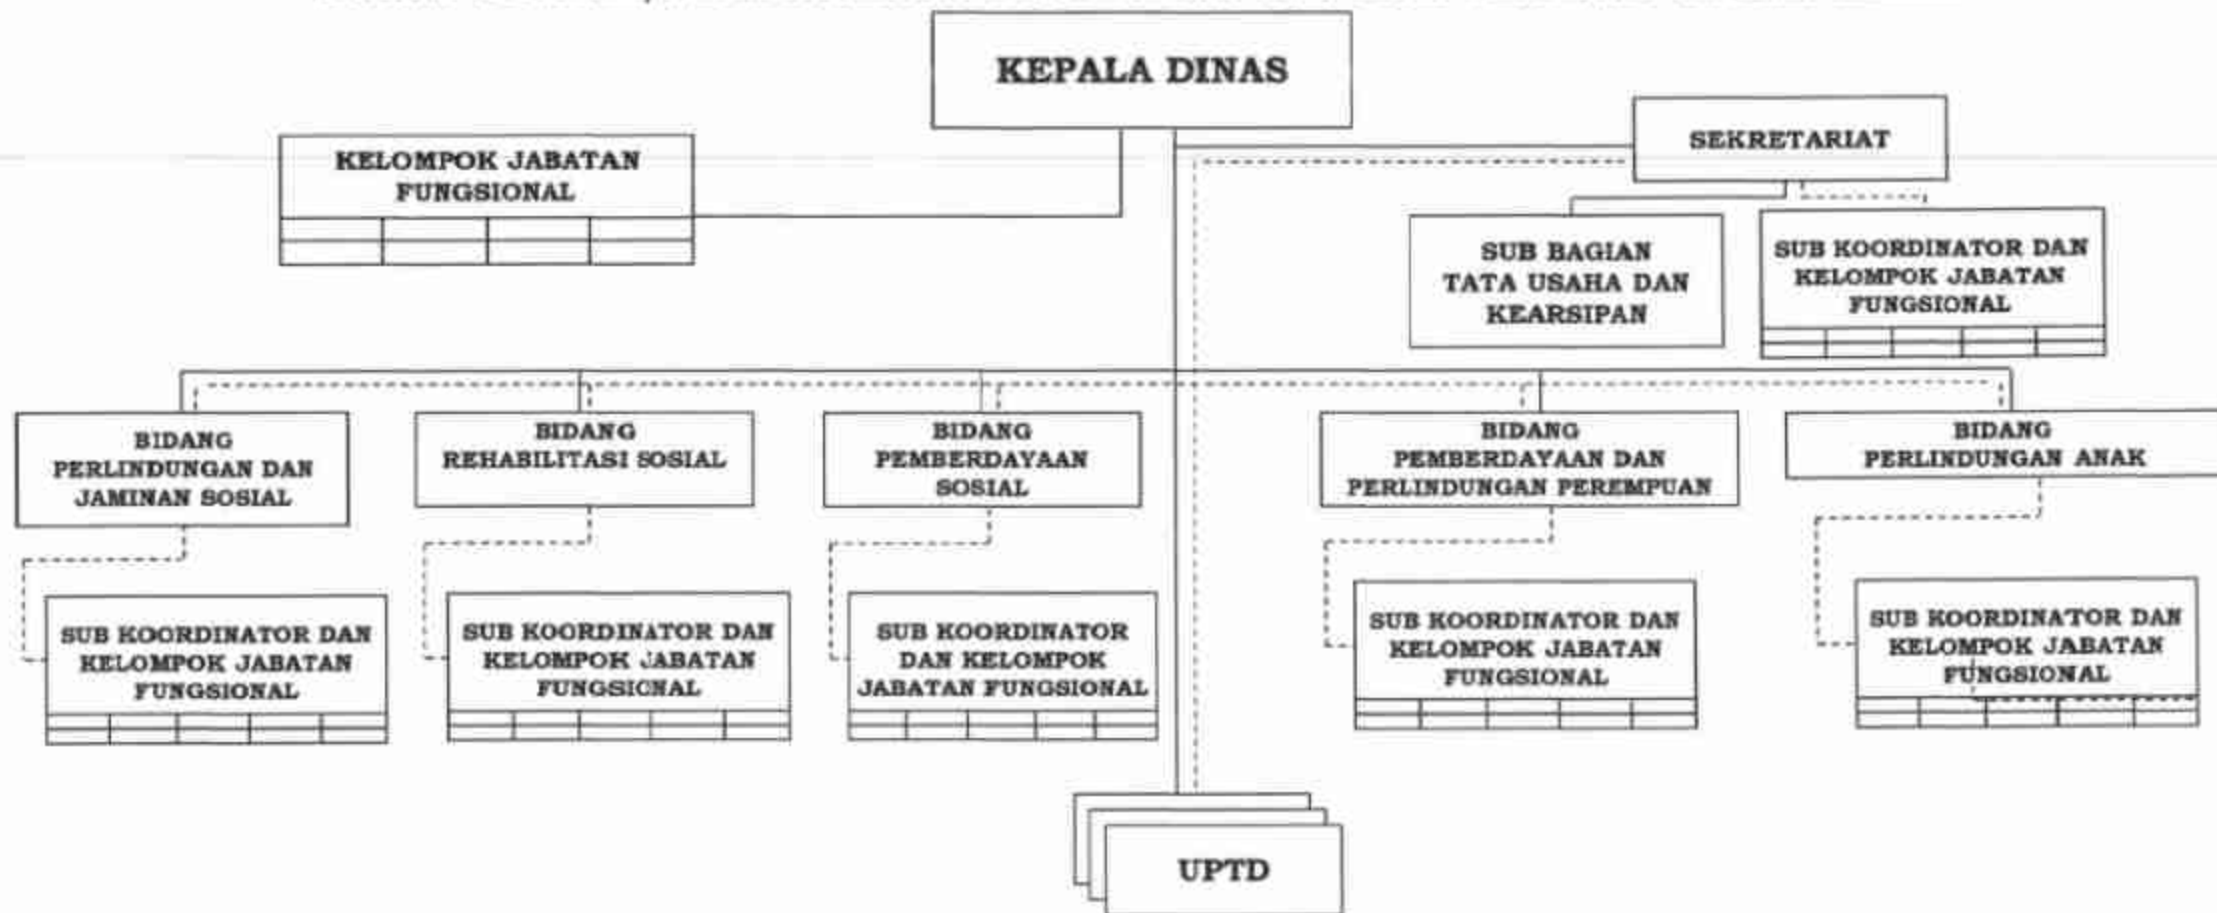 KEPALA DINAS
SEKRETARIAT
KELOMPOK JABATAN
FUNGSIONAL
SUB BAGIAN
TATA USAHA DAN
KEARSIPAN
SUB KOORDINATOR DAN
KELOMPOK JABATAN
FUNGSIONAL
BIDANG
PERLINDUNGAN DAN
JAMINAN SOSIAL
BIDANG
REHABILITASI SOSIAL
BIDANG
PEMBERDAYAAN
SOSIAL
BIDANG
PEMBERDAYAAN DAN
PERLINDUNGAN PEREMPUAN
BIDANG
PERLINDUNGAN ANAK
SUB KOORDINATOR DAN
KELOMPOK JABATAN
FUNGSIONAL
SUB KOORDINATOR DAN
KELOMPOK JABATAN
FUNGSIONAL
SUB KOORDINATOR
DAN KELOMPOK
JABATAN FUNGSIONAL
SUB KOORDINATOR DAN
KELOMPOK JABATAN
FUNGSIONAL
SUB KOORDINATOR DAN
KELOMPOK JABATAN
FUNGSIONAL
UPTD